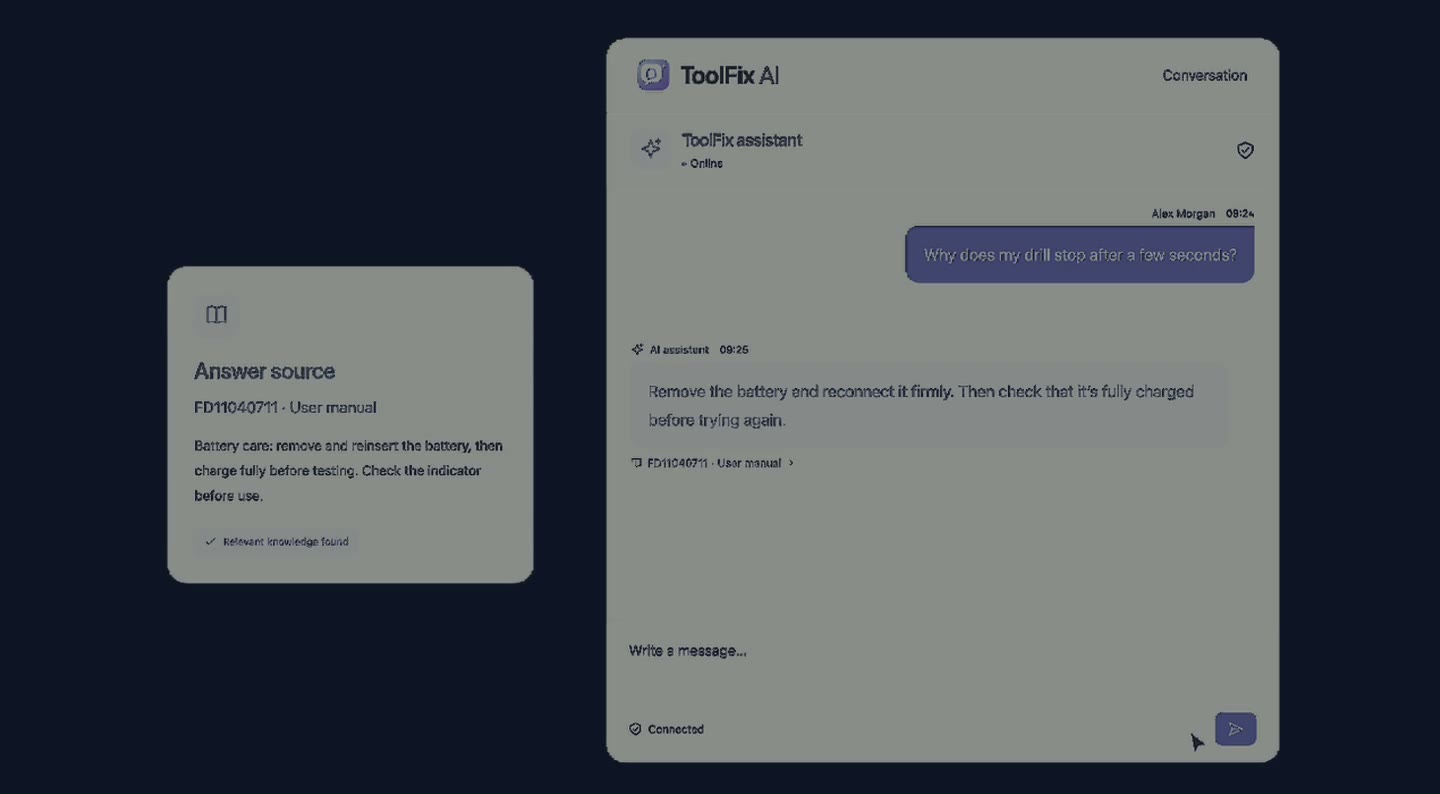 ToolFix AI
Conversation
ToolFix assistant
Online
Alex Morgan 09:24
Why does my drill stop after a few seconds?
Answer source
FD11040711 · User manual
Battery care: remove and reinsert the battery, then
charge fully before testing. Check the indicator
before use.
Relevant knowledge found
AI assistant 09:25
Remove the battery and reconnect it firmly. Then check that it's fully charged
before trying again.
FD11040711 · User manual
Write a message...
Connected